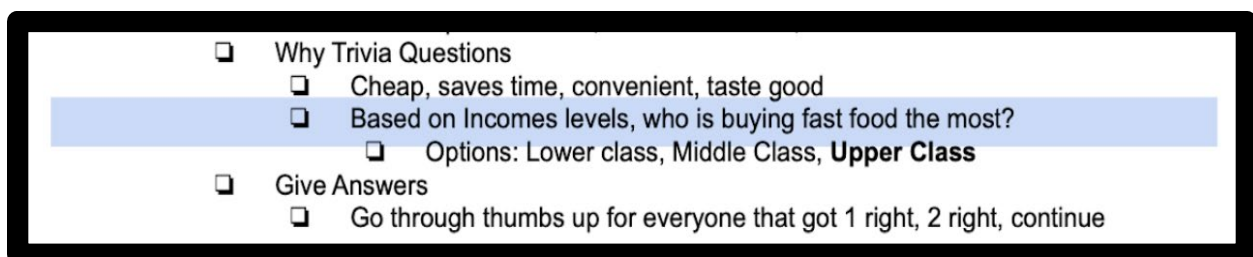 Why Trivia Questions
Cheap, saves time, convenient, taste good
Based on Incomes levels, who is buying fast food the most?
Options: Lower class, Middle Class, Upper Class
Give Answers
Go through thumbs up for everyone that got 1 right, 2 right, continue